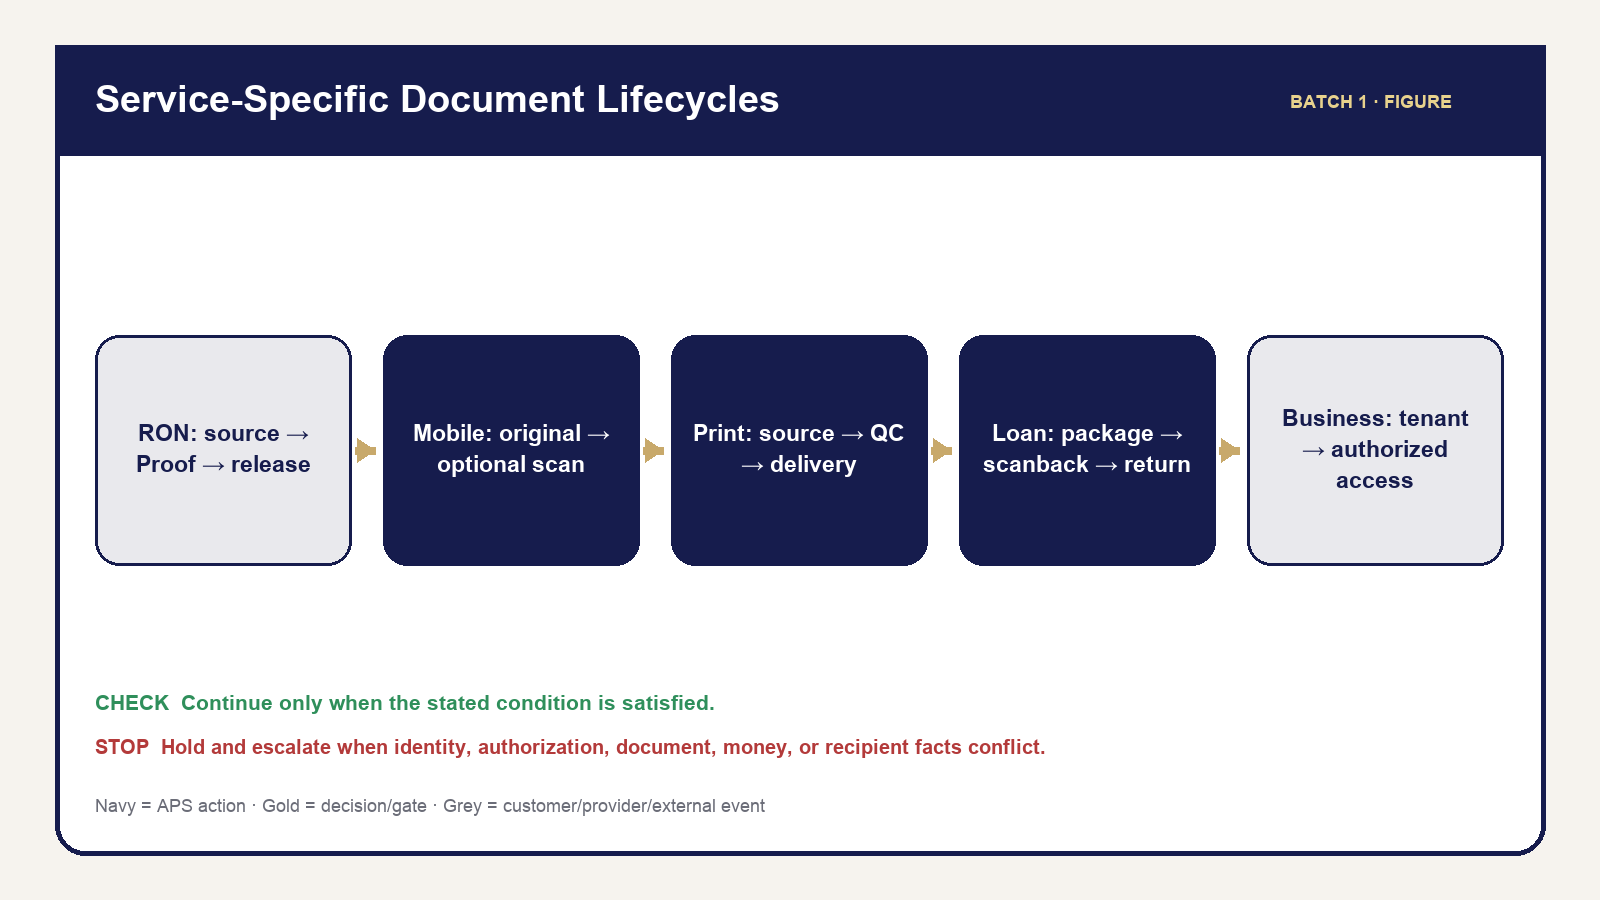 Service-Specific Document Lifecycles
BATCH 1 · FIGURE
RON: source →
Proof → release
Mobile: original →
optional scan
Print: source → QC
→ delivery
Loan: package →
scanback → return
Business: tenant
→ authorized
access
CHECK  Continue only when the stated condition is satisfied.
STOP  Hold and escalate when identity, authorization, document, money, or recipient facts conflict.
Navy = APS action · Gold = decision/gate · Grey = customer/provider/external event